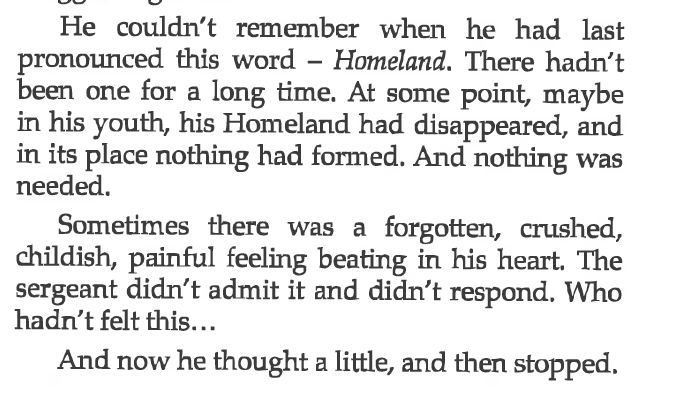 He couldn't remember when he had last
pronounced this word – Homeland. There hadn't
been one for a long time. At some point, maybe
in his youth, his Homeland had disappeared, and
in its place nothing had formed. And nothing was
needed.
Sometimes there was a forgotten, crushed,
childish, painful feeling beating in his heart. The
sergeant didn't admit it and didn't respond. Who
hadn't felt this...
And now he thought a little, and then stopped.